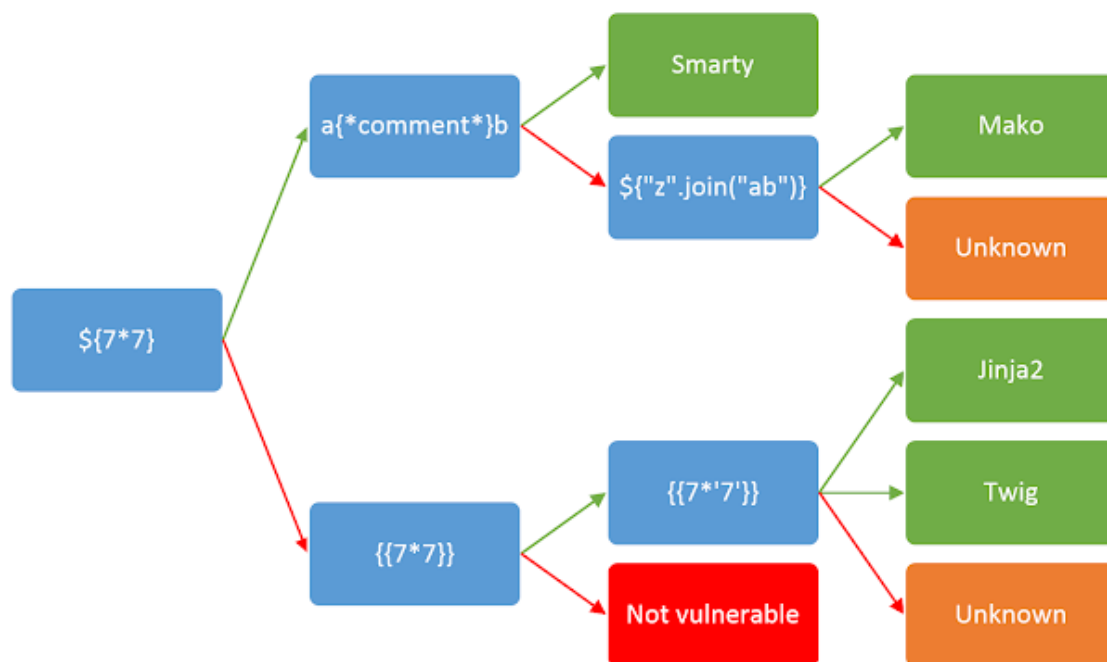 Smarty
a{*comment*}b
Mako
${"z".join("ab")}
Unknown
${7*7}
Jinja2
{{7*'7'}}
Twig
{{7*7}}
Not vulnerable
Unknown